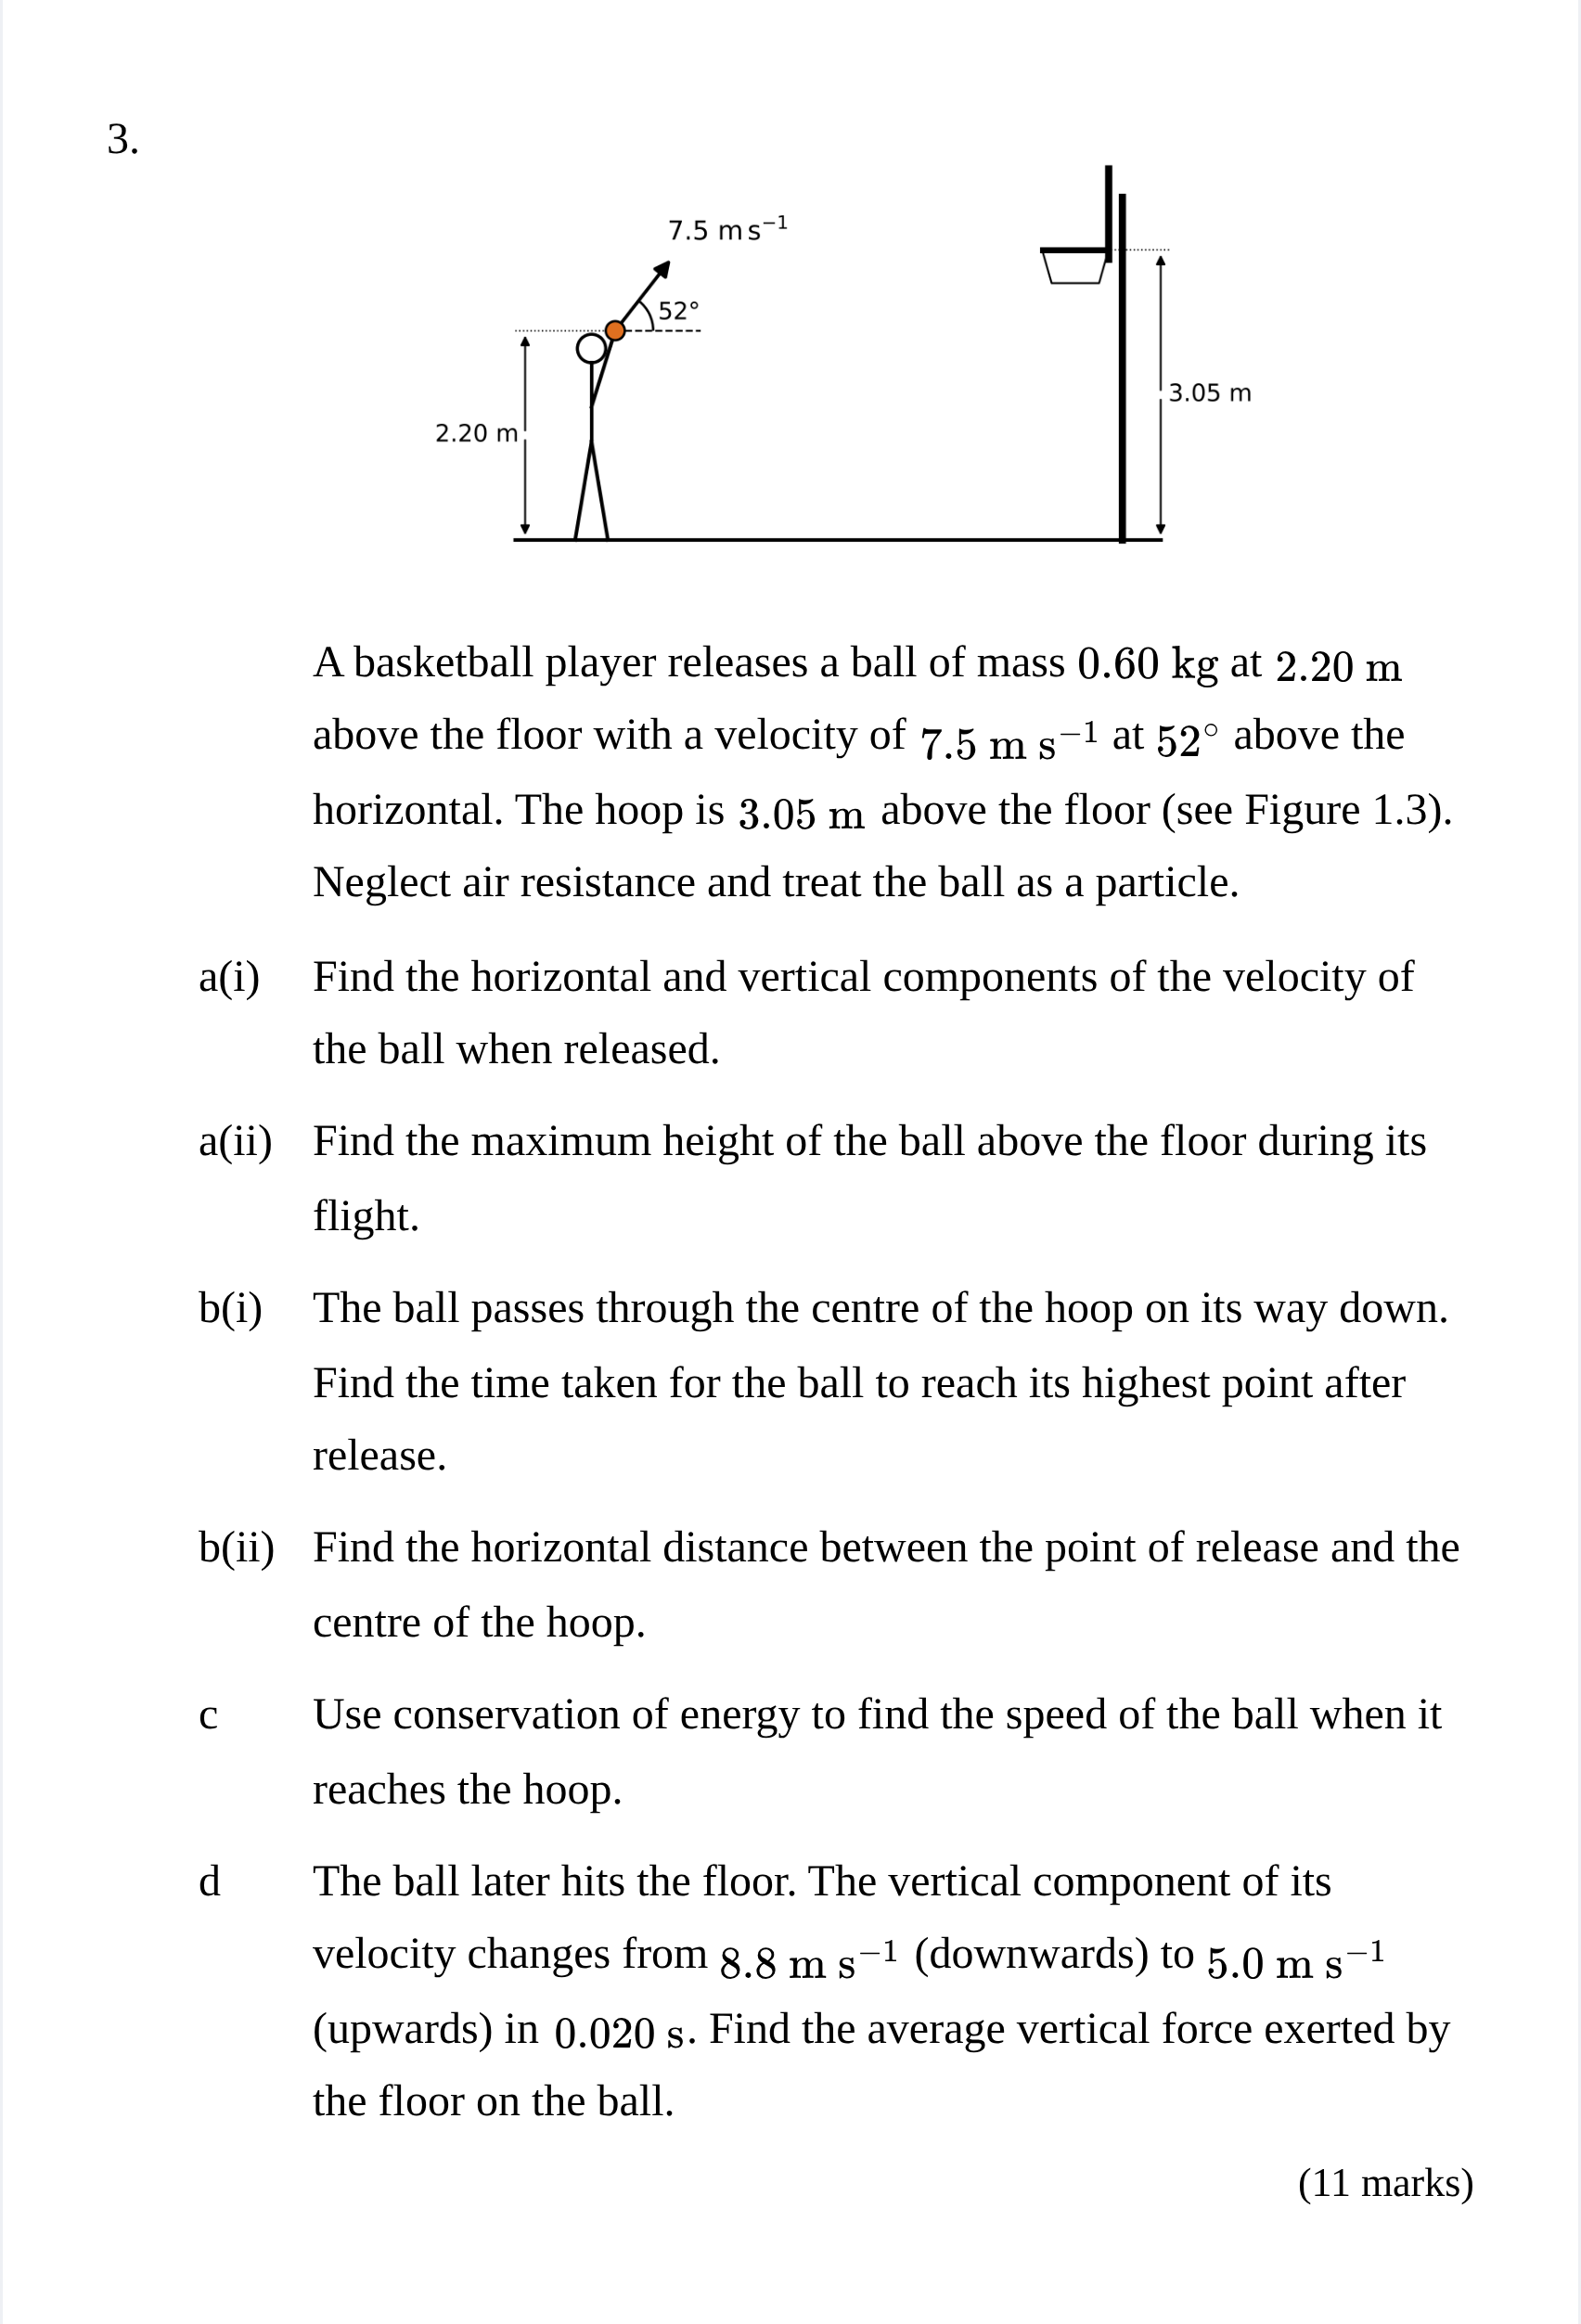 3.
7.5 m s⁻¹
52°
2.20 m
3.05 m
A basketball player releases a ball of mass 0.60 kg at 2.20 m
above the floor with a velocity of 7.5 m s⁻¹ at 52° above the
horizontal. The hoop is 3.05 m above the floor (see Figure 1.3).
Neglect air resistance and treat the ball as a particle.
a(i) Find the horizontal and vertical components of the velocity of
the ball when released.
a(ii) Find the maximum height of the ball above the floor during its
flight.
b(i) The ball passes through the centre of the hoop on its way down.
Find the time taken for the ball to reach its highest point after
release.
b(ii) Find the horizontal distance between the point of release and the
centre of the hoop.
c Use conservation of energy to find the speed of the ball when it
reaches the hoop.
d The ball later hits the floor. The vertical component of its
velocity changes from 8.8 m s⁻¹ (downwards) to 5.0 m s⁻¹
(upwards) in 0.020 s. Find the average vertical force exerted by
the floor on the ball.
(11 marks)